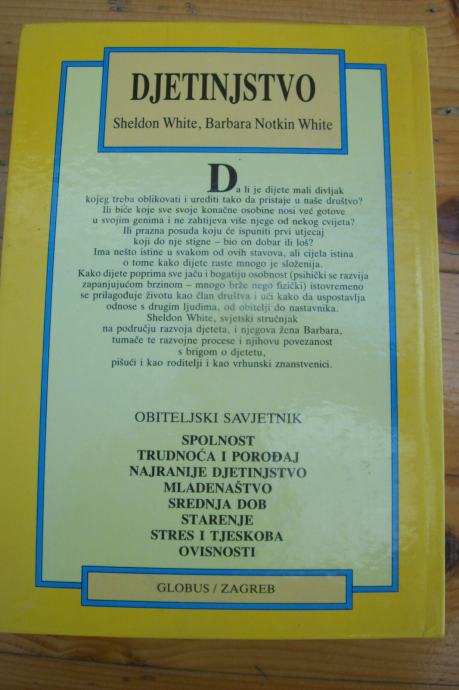 DJETINJSTVO
Sheldon White, Barbara Notkin White
Da li je dijete mali divljak
kojeg treba oblikovati i urediti tako da pristaje u naše društvo?
Ili biće koje sve svoje konačne osobine nosi već gotove
u svojim genima i ne zahtijeva više njege od nekog cvijeta?
Ili prazna posuda koju će ispuniti prvi utjecaj
koji do nje stigne – bio on dobar ili loš?
Ima nešto istine u svakom od ovih stavova, ali cijela istina
o tome kako dijete raste mnogo je složenija.
Kako dijete poprima sve jaču i bogatiju osobnost (psihički se razvija
zapanjujućom brzinom – mnogo brže nego fizički) istovremeno
se prilagođuje životu kao član društva i uči kako da uspostavlja
odnose s drugim ljudima, od obitelji do nastavnika.
Sheldon White, svjetski stručnjak
na području razvoja djeteta, i njegova žena Barbara,
tumače te razvojne procese i njihovu povezanost
s brigom o djetetu,
pišući i kao roditelji i kao vrhunski znanstvenici.
OBITELJSKI SAVJETNIK
SPOLNOST
TRUDNOĆA I POROĐAJ
NAJRANIJE DJETINJSTVO
MLADENAŠTVO
SREDNJA DOB
STARENJE
STRES I TJESKOBA
OVISNOSTI
GLOBUS / ZAGREB